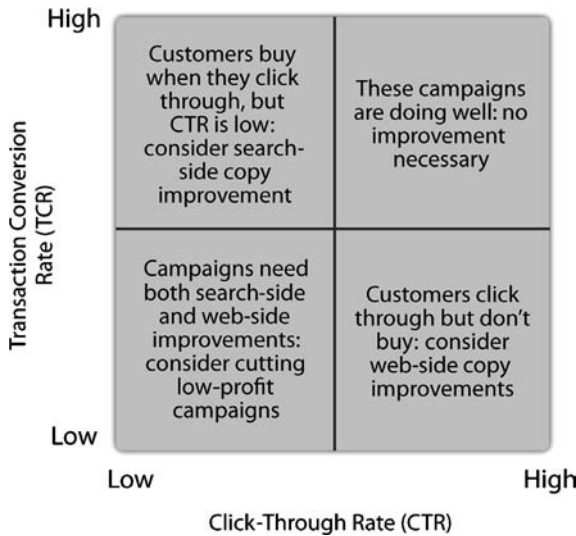 High
Customers buy
when they click
through, but
CTR is low:
consider search-
side copy
improvement
These campaigns
are doing well: no
improvement
necessary
Transaction Conversion
Rate (TCR)
Campaigns need
both search-side
and web-side
improvements:
consider cutting
low-profit
campaigns
Customers click
through but don't
buy: consider
web-side copy
improvements
Low
Low
High
Click-Through Rate (CTR)